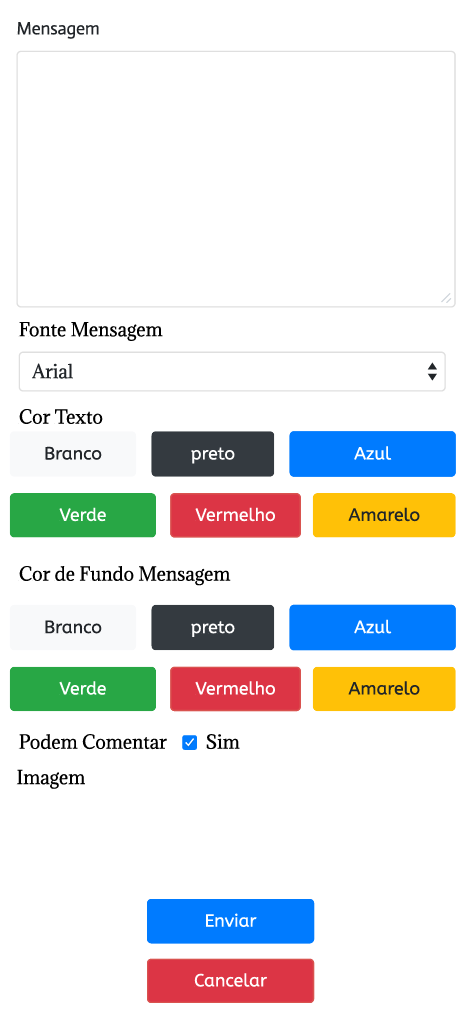 Mensagem
Fonte Mensagem
Arial
Cor Texto
Branco preto Azul
Verde Vermelho Amarelo
Cor de Fundo Mensagem
Branco preto Azul
Verde Vermelho Amarelo
Podem Comentar Sim
Imagem
Enviar
Cancelar